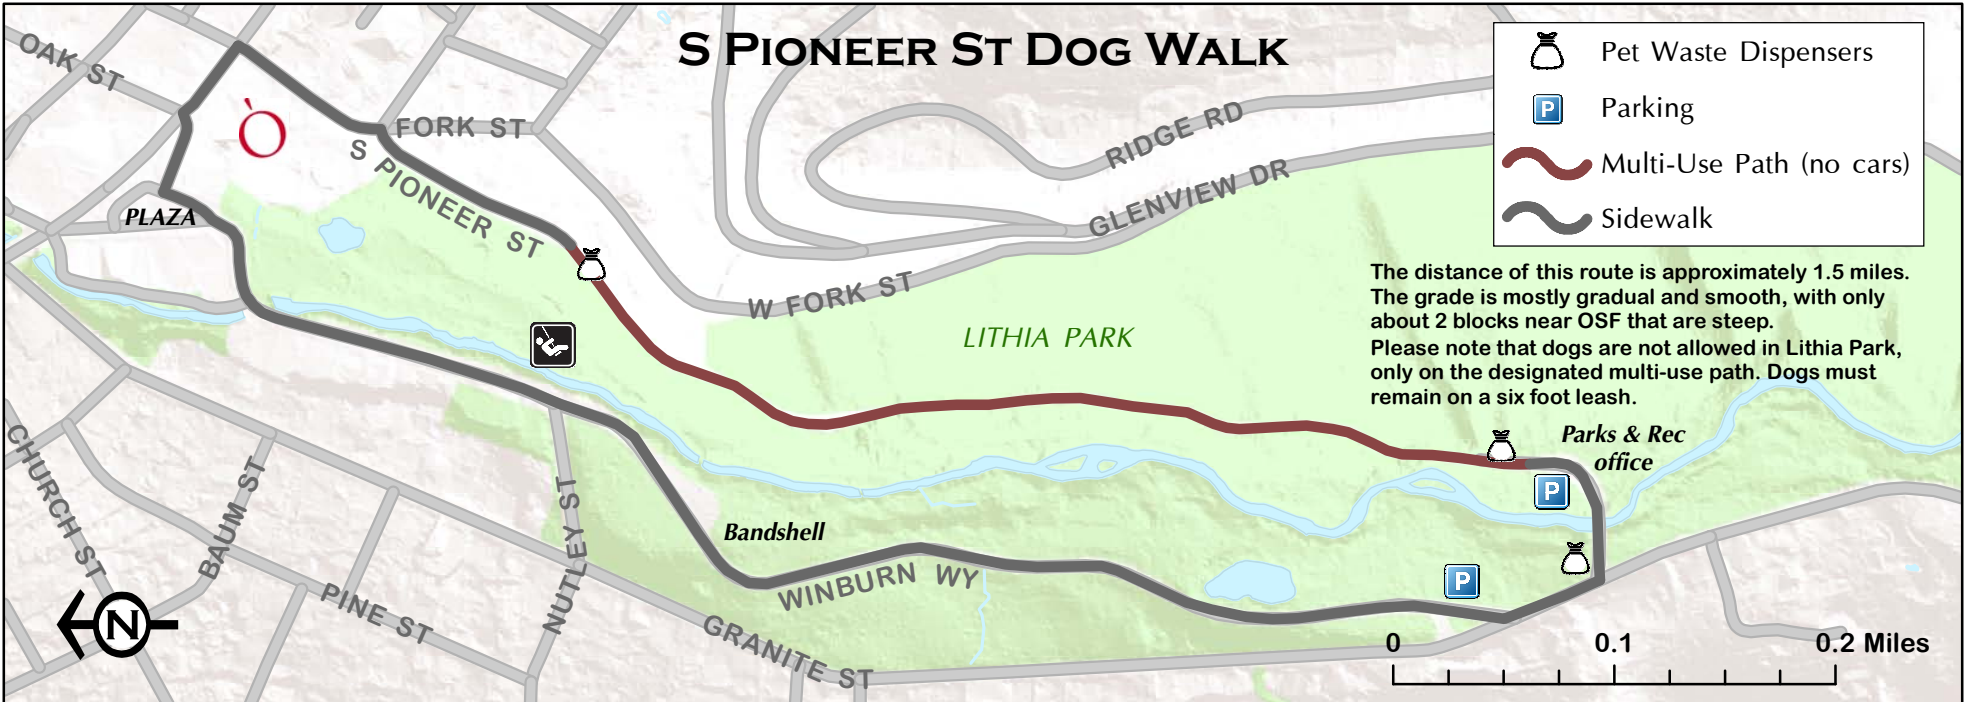 S PIONEER ST DOG WALK
Pet Waste Dispensers
P Parking
Multi-Use Path (no cars)
Sidewalk
The distance of this route is approximately 1.5 miles.
The grade is mostly gradual and smooth, with only
about 2 blocks near OSF that are steep.
Please note that dogs are not allowed in Lithia Park,
only on the designated multi-use path. Dogs must
remain on a six foot leash.
OAK ST
Ò
FORK ST
S PIONEER ST
PLAZA
RIDGE RD
GLENVIEW DR
W FORK ST
LITHIA PARK
Parks & Rec
office
P
P
Bandshell
WINBURN WY
CHURCH ST
BAUM ST
PINE ST
NUTLEY ST
GRANITE ST
N
0 0.1 0.2 Miles